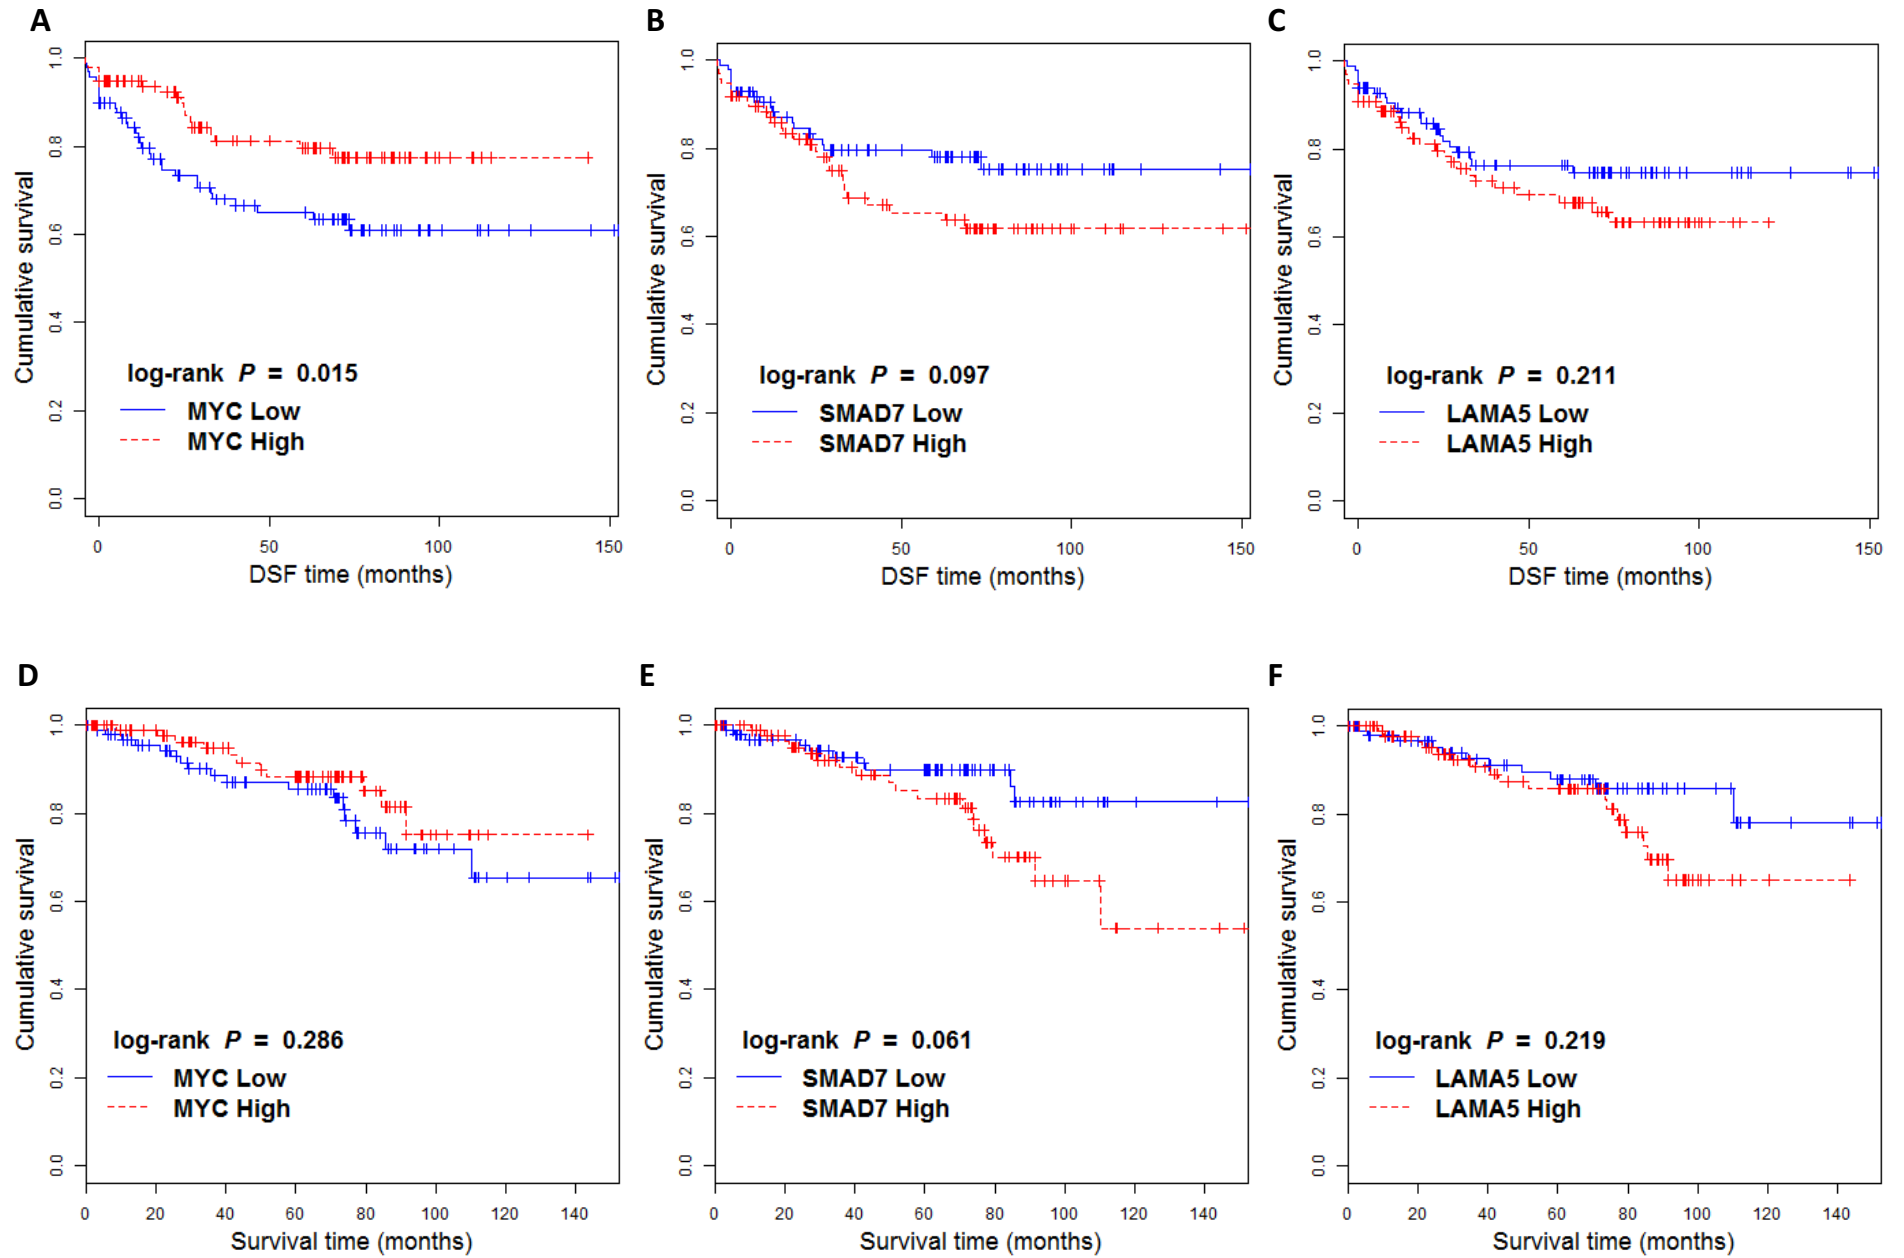 A
Cumulative survival
1.0
0.8
0.6
0.4
0.2
0.0
log-rank P = 0.015
MYC Low
MYC High
0 50 100 150
DSF time (months)
B
Cumulative survival
1.0
0.8
0.6
0.4
0.2
0.0
log-rank P = 0.097
SMAD7 Low
SMAD7 High
0 50 100 150
DSF time (months)
C
Cumulative survival
1.0
0.8
0.6
0.4
0.2
0.0
log-rank P = 0.211
LAMA5 Low
LAMA5 High
0 50 100 150
DSF time (months)
D
Cumulative survival
1.0
0.8
0.6
0.4
0.2
0.0
log-rank P = 0.286
MYC Low
MYC High
0 20 40 60 80 100 120 140
Survival time (months)
E
Cumulative survival
1.0
0.8
0.6
0.4
0.2
0.0
log-rank P = 0.061
SMAD7 Low
SMAD7 High
0 20 40 60 80 100 120 140
Survival time (months)
F
Cumulative survival
1.0
0.8
0.6
0.4
0.2
0.0
log-rank P = 0.219
LAMA5 Low
LAMA5 High
0 20 40 60 80 100 120 140
Survival time (months)